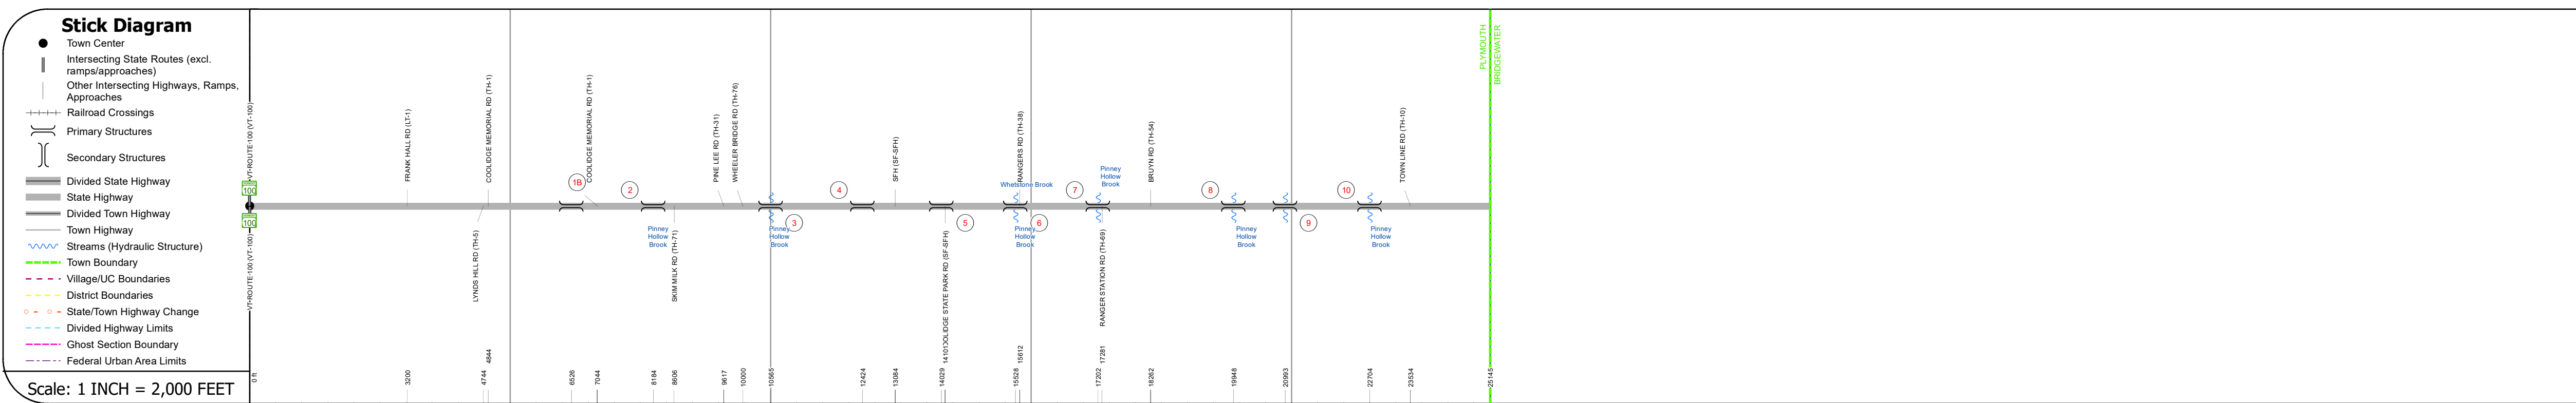 Stick Diagram
Town Center
Intersecting State Routes (excl.
ramps/approaches)
Other Intersecting Highways, Ramps,
Approaches
Railroad Crossings
Primary Structures
Secondary Structures
Divided State Highway
State Highway
Divided Town Highway
Town Highway
Streams (Hydraulic Structure)
Town Boundary
Village/UC Boundaries
District Boundaries
State/Town Highway Change
Divided Highway Limits
Ghost Section Boundary
Federal Urban Area Limits
Scale: 1 INCH = 2,000 FEET
VT-ROUTE:100 (VT-100)
100
100
VT-ROUTE:100 (VT-100)
FRANK HALL RD (LT-1)
LYNDS HILL RD (TH-5)
COOLIDGE MEMORIAL RD (TH-1)
1B
COOLIDGE MEMORIAL RD (TH-1)
2
Pinney
Hollow
Brook
SKIM MILK RD (TH-71)
PINE LEE RD (TH-31)
WHEELER BRIDGE RD (TH-76)
3
Pinney
Hollow
Brook
4
SFH (SF-SFH)
5
OOLIDGE STATE PARK RD (SF-SFH)
Whetstone Brook
RANGERS RD (TH-38)
6
Pinney
Hollow
Brook
7
Pinney
Hollow
Brook
RANGER STATION RD (TH-69)
BRUYN RD (TH-54)
8
Pinney
Hollow
Brook
9
10
Pinney
Hollow
Brook
TOWN LINE RD (TH-10)
PLYMOUTH
BRIDGEWATER
0 ft
3200
4744
4844
6526
7044
8184
8606
9617
10000
10565
12424
13084
14029
14101
15528
15612
17202
17281
18262
19948
20993
22704
23534
25145